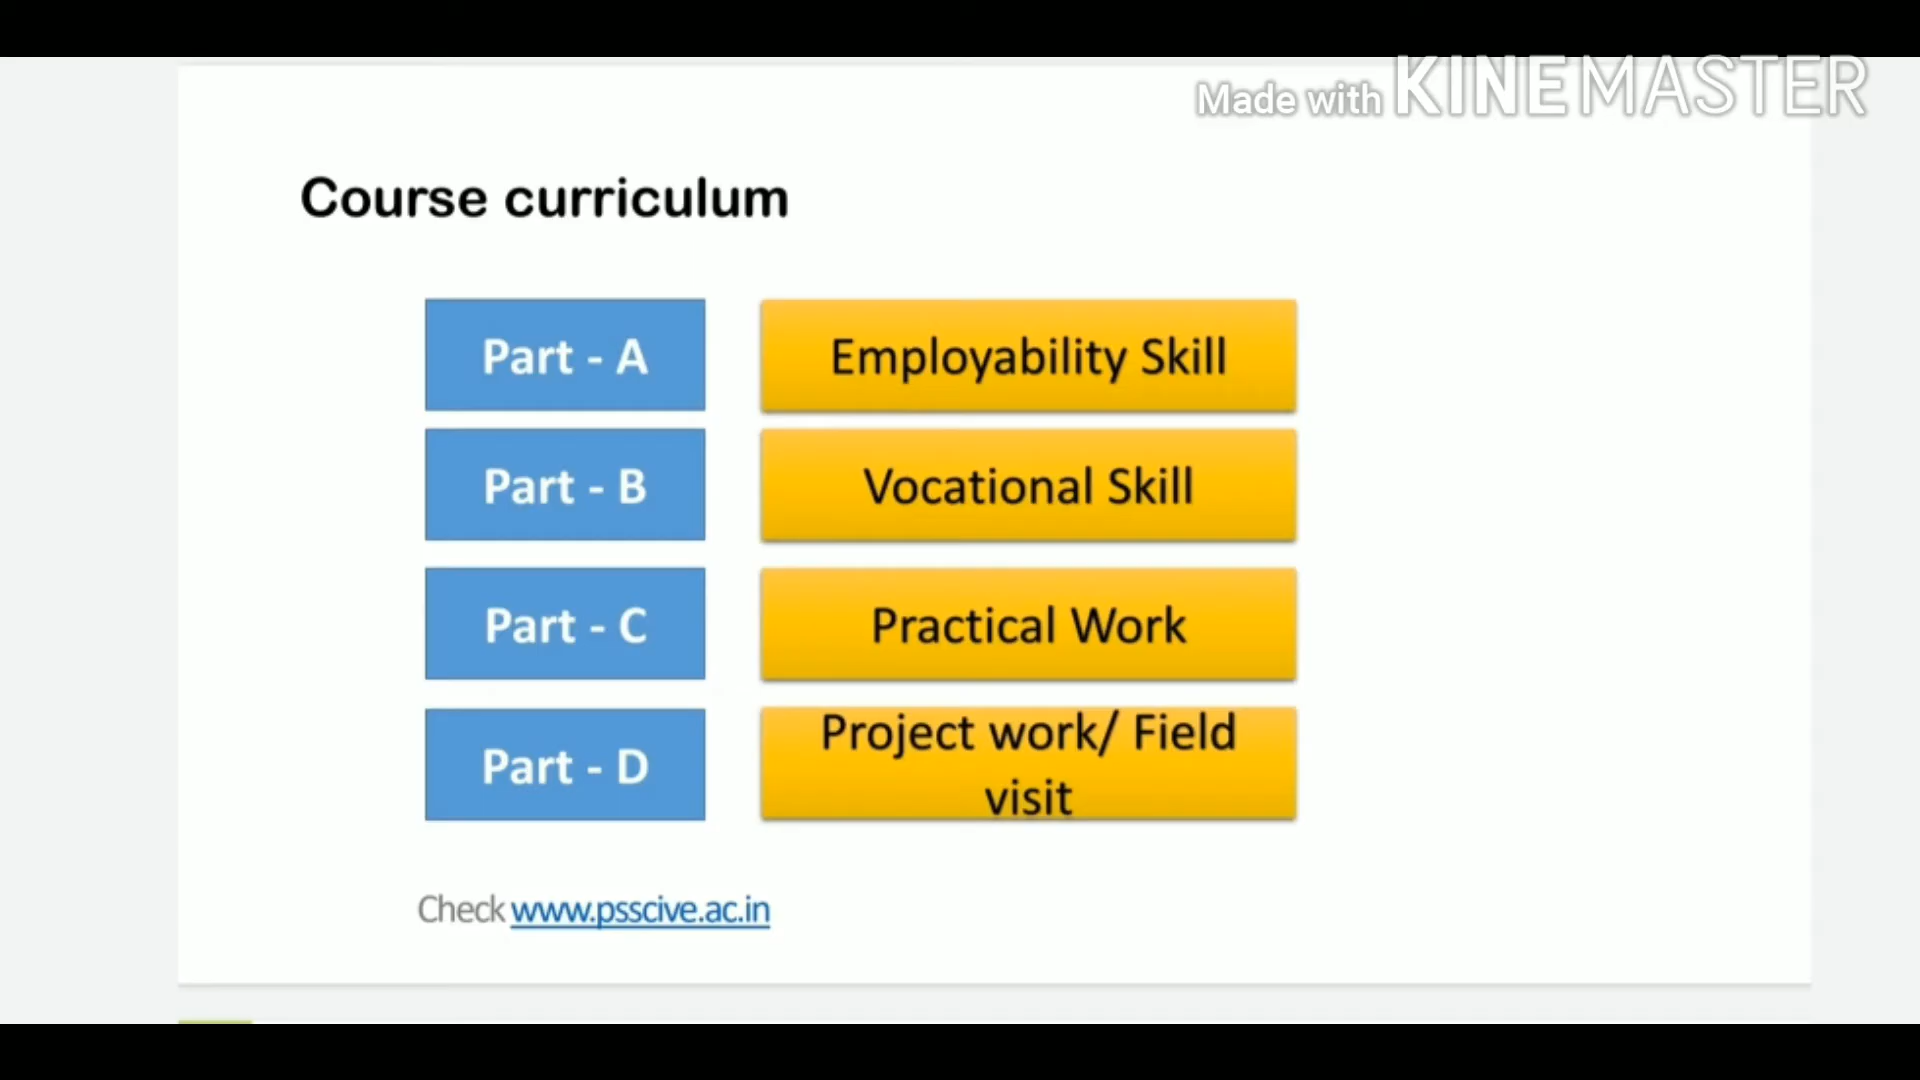 Made with KINEMASTER
Course curriculum
Part - A
Employability Skill
Part - B
Vocational Skill
Part - C
Practical Work
Part - D
Project work/ Field
visit
Check www.psscive.ac.in